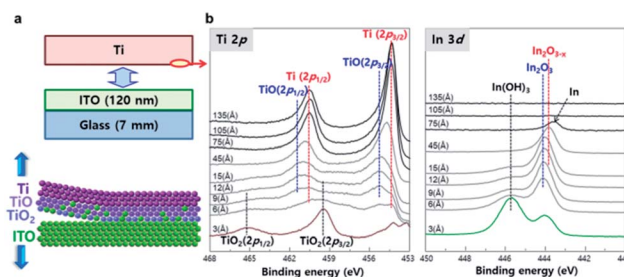 a
Ti
ITO (120 nm)
Glass (7 mm)
Ti
TiO
TiO₂
ITO
b
Ti 2p
Ti (2p3/2)
TiO(2p3/2)
Ti (2p1/2)
TiO(2p1/2)
135(Å)
105(Å)
75(Å)
45(Å)
15(Å)
12(Å)
9(Å)
6(Å)
3(Å)
TiO₂(2p1/2)
TiO₂(2p3/2)
468 465 462 459 456 453
Binding energy (eV)
In 3d
In₂O₃₋ₓ
In₂O₃
In(OH)₃
In
135(Å)
105(Å)
75(Å)
45(Å)
15(Å)
12(Å)
9(Å)
6(Å)
3(Å)
450 448 446 444 442
Binding energy (eV)